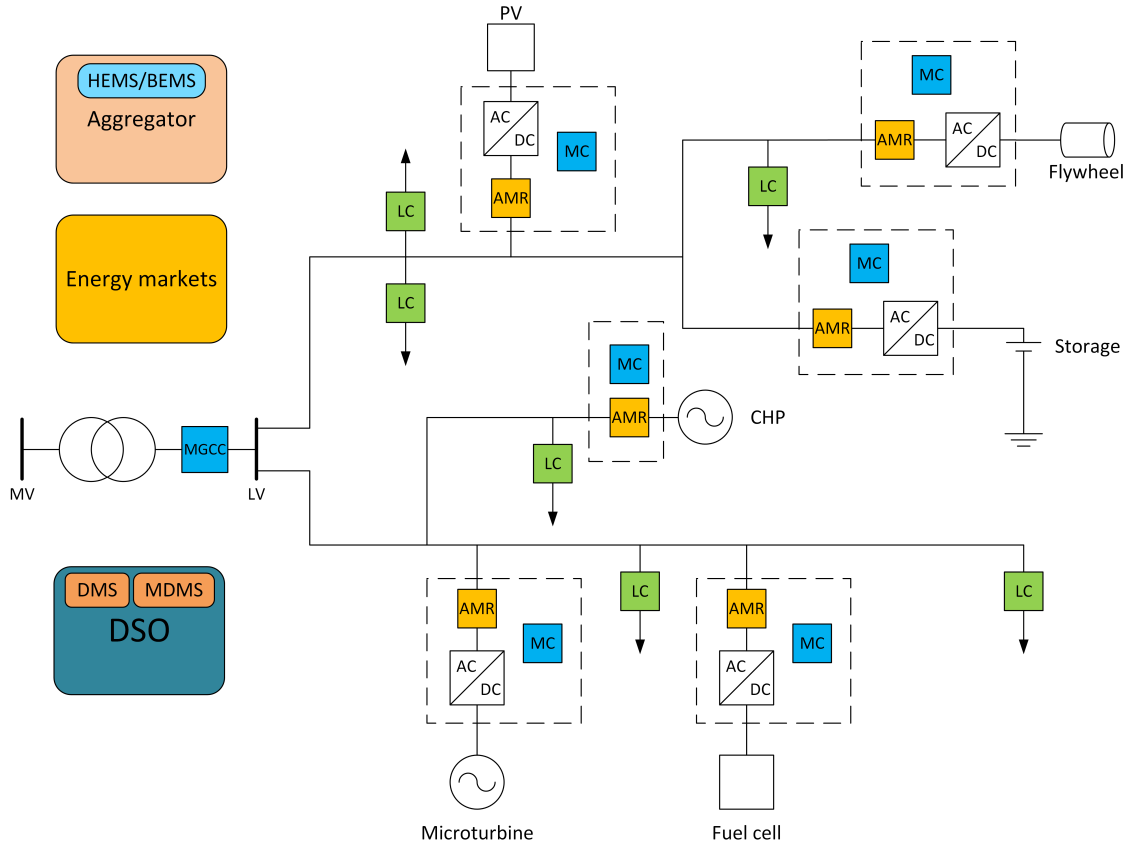 PV
HEMS/BEMS
Aggregator
MC
AC
DC
MC
AMR
AMR
AC
DC
Flywheel
LC
LC
Energy markets
MC
LC
AMR
AC
DC
Storage
MC
AMR
CHP
MGCC
LC
MV
LV
DMS
MDMS
DSO
AMR
MC
AC
DC
LC
AMR
MC
AC
DC
LC
Microturbine
Fuel cell